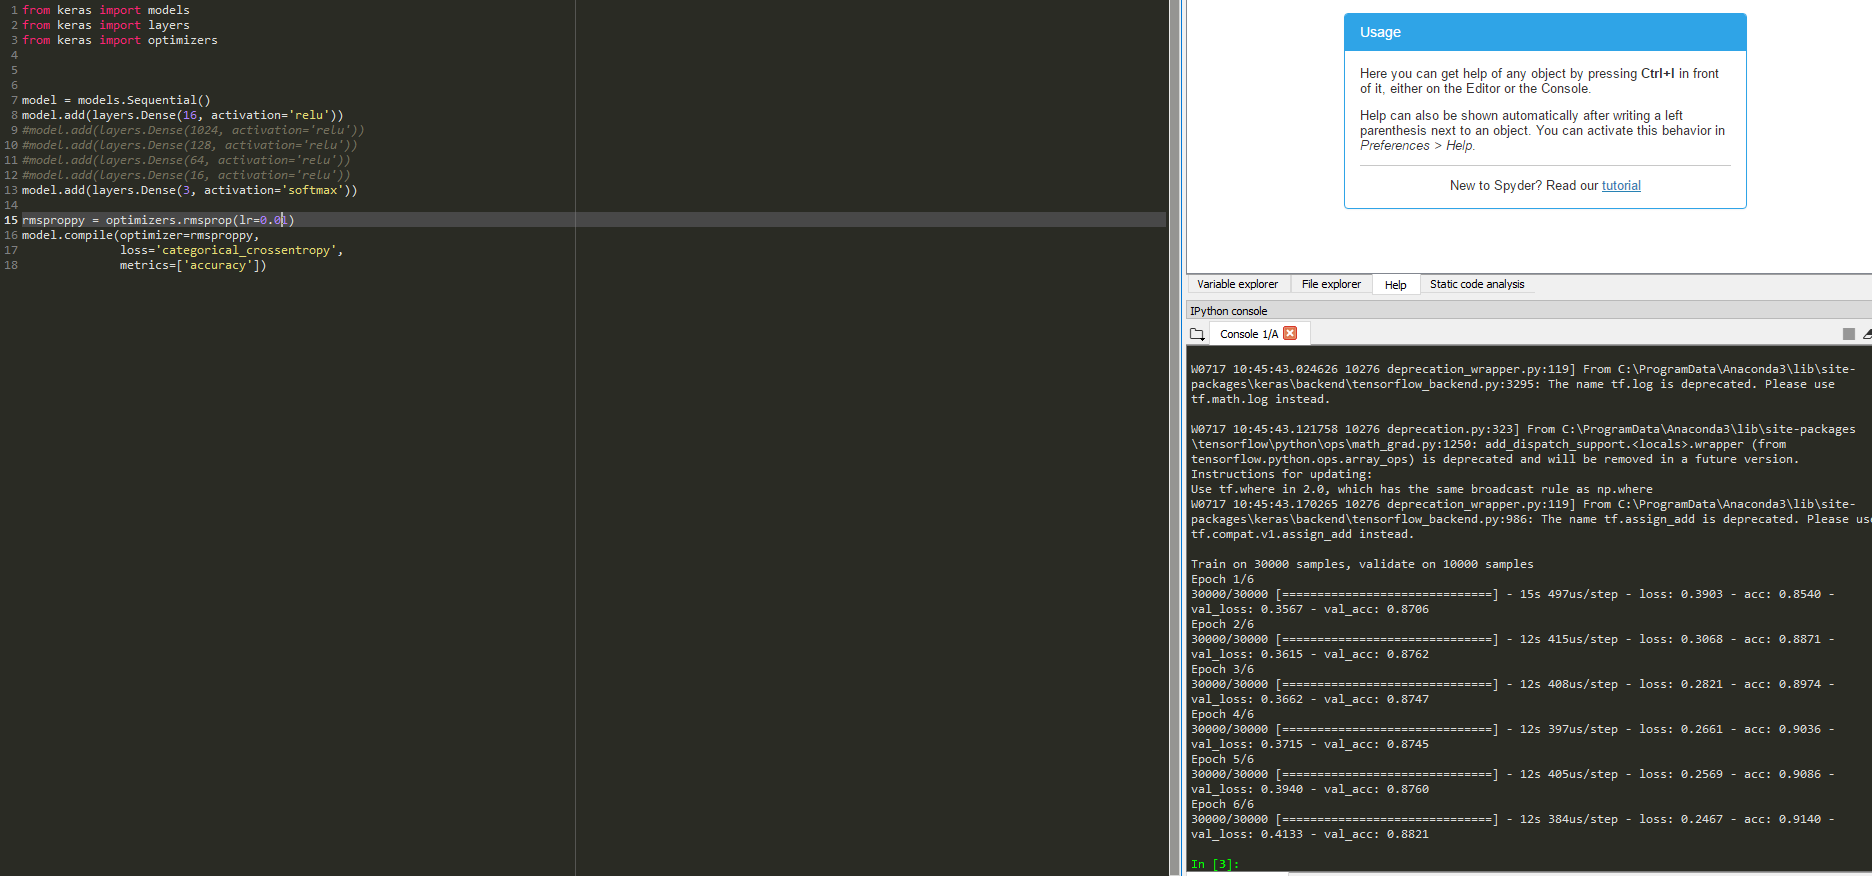 1 from keras import models
2 from keras import layers
3 from keras import optimizers
4
5
6
7 model = models.Sequential()
8 model.add(layers.Dense(16, activation='relu'))
9 #model.add(layers.Dense(1024, activation='relu'))
10 #model.add(layers.Dense(128, activation='relu'))
11 #model.add(layers.Dense(64, activation='relu'))
12 #model.add(layers.Dense(16, activation='relu'))
13 model.add(layers.Dense(3, activation='softmax'))
14
15 rmsproppy = optimizers.rmsprop(lr=0.01)
16 model.compile(optimizer=rmsproppy,
17 loss='categorical_crossentropy',
18 metrics=['accuracy'])
Usage
Here you can get help of any object by pressing Ctrl+I in front
of it, either on the Editor or the Console.
Help can also be shown automatically after writing a left
parenthesis next to an object. You can activate this behavior in
Preferences > Help.
New to Spyder? Read our tutorial
Variable explorer File explorer Help Static code analysis
IPython console
Console 1/A
W0717 10:45:43.024626 10276 deprecation_wrapper.py:119] From C:\ProgramData\Anaconda3\lib\site-
packages\keras\backend\tensorflow_backend.py:3295: The name tf.log is deprecated. Please use
tf.math.log instead.
W0717 10:45:43.121758 10276 deprecation.py:323] From C:\ProgramData\Anaconda3\lib\site-packages
\tensorflow\python\ops\math_grad.py:1250: add_dispatch_support.<locals>.wrapper (from
tensorflow.python.ops.array_ops) is deprecated and will be removed in a future version.
Instructions for updating:
Use tf.where in 2.0, which has the same broadcast rule as np.where
W0717 10:45:43.170265 10276 deprecation_wrapper.py:119] From C:\ProgramData\Anaconda3\lib\site-
packages\keras\backend\tensorflow_backend.py:986: The name tf.assign_add is deprecated. Please use
tf.compat.v1.assign_add instead.
Train on 30000 samples, validate on 10000 samples
Epoch 1/6
30000/30000 [==============================] - 15s 497us/step - loss: 0.3903 - acc: 0.8540 -
val_loss: 0.3567 - val_acc: 0.8706
Epoch 2/6
30000/30000 [==============================] - 12s 415us/step - loss: 0.3068 - acc: 0.8871 -
val_loss: 0.3615 - val_acc: 0.8762
Epoch 3/6
30000/30000 [==============================] - 12s 408us/step - loss: 0.2821 - acc: 0.8974 -
val_loss: 0.3662 - val_acc: 0.8747
Epoch 4/6
30000/30000 [==============================] - 12s 397us/step - loss: 0.2661 - acc: 0.9036 -
val_loss: 0.3715 - val_acc: 0.8745
Epoch 5/6
30000/30000 [==============================] - 12s 405us/step - loss: 0.2569 - acc: 0.9086 -
val_loss: 0.3940 - val_acc: 0.8760
Epoch 6/6
30000/30000 [==============================] - 12s 384us/step - loss: 0.2467 - acc: 0.9140 -
val_loss: 0.4133 - val_acc: 0.8821
In [3]: